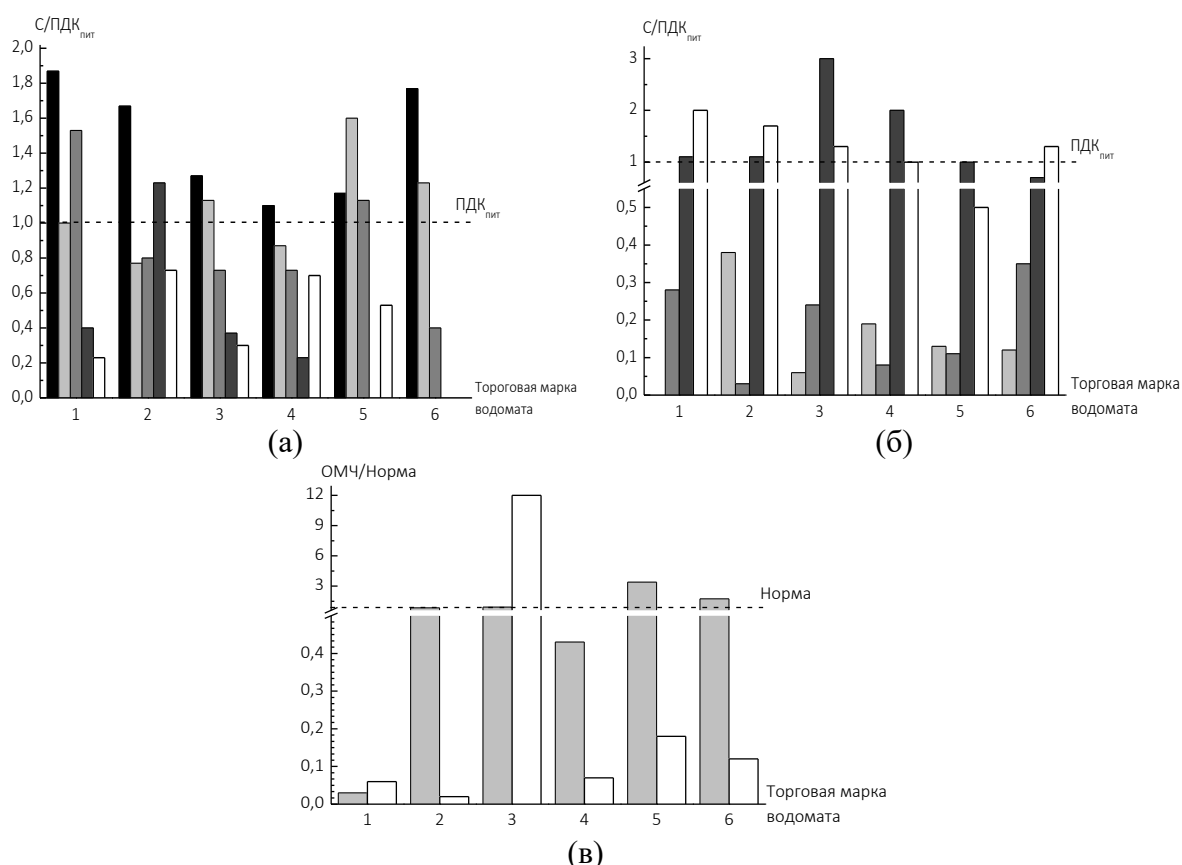 С/ПДКпит
2,0
1,8
1,6
1,4
1,2
1,0
0,8
0,6
0,4
0,2
0,0
ПДКпит
Тороговая марка
водомата
1 2 3 4 5 6
(а)
С/ПДКпит
3
2
1
0,5
0,4
0,3
0,2
0,1
0,0
ПДКпит
Торговая марка
водомата
1 2 3 4 5 6
(б)
ОМЧ/Норма
12
9
6
3
0,4
0,3
0,2
0,1
0,0
Норма
Торговая марка
водомата
1 2 3 4 5 6
(в)